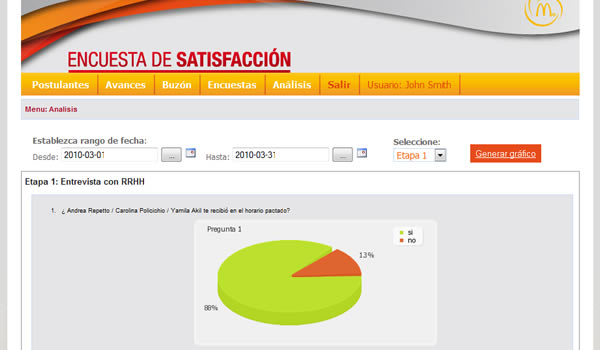 ENCUESTA DE SATISFACCIÓN
Postulantes Avances Buzón Encuestas Análisis Salir Usuario: John Smith
Menu: Analisis
Establezca rango de fecha:
Seleccione:
Desde: 2010-03-01 ... Hasta: 2010-03-31 ... Etapa 1 Generar gráfico
Etapa 1: Entrevista con RRHH
1. ¿ Andrea Repetto / Carolina Policichio / Yamila Akil te recibió en el horario pactado?
Pregunta 1
si
no
13%
88%